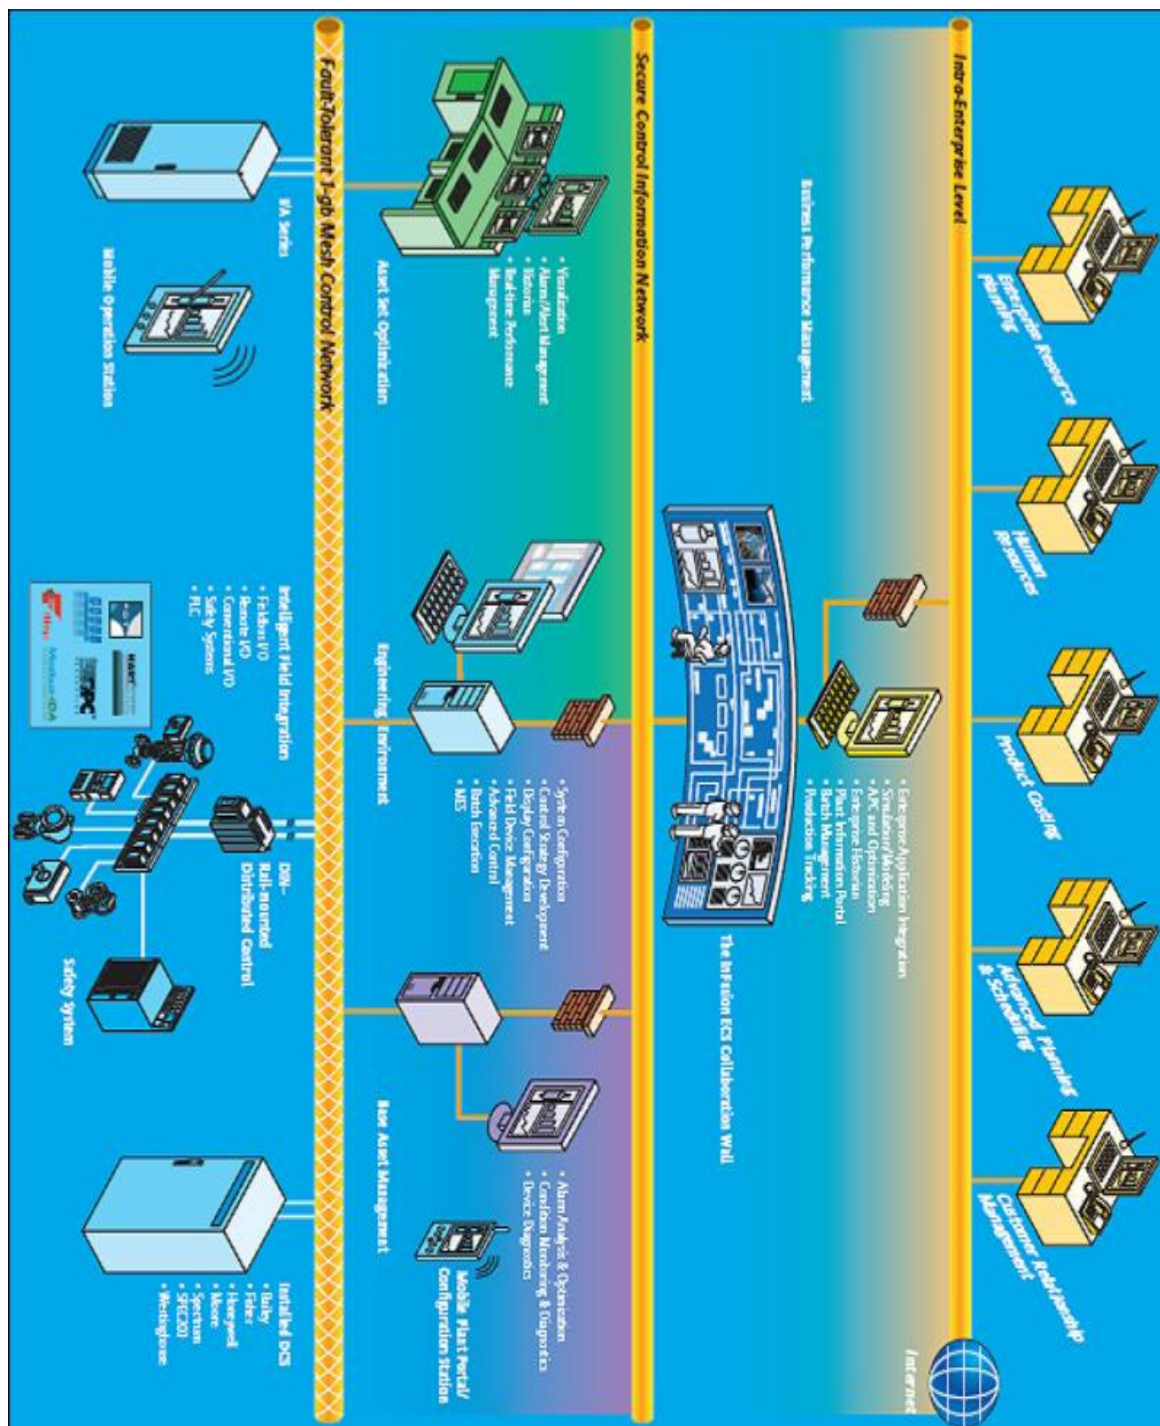 Enterprise Resource
Planning
Human
Resources
Product Costing
Advanced Planning
& Scheduling
Customer Relationship
Management
Intra-Enterprise Level
Internet
Business Performance Management
• Enterprise Application Integration
• Simulation/Modeling
• APC and Optimization
• Enterprise Historian
• Plant Information Portal
• Batch Management
• Production Tracking
The InFusion ECS Collaboration Wall
Secure Control Information Network
• Visualization
• Alarm/Alert Management
• Historian
• Real-time Performance
Management
Asset Set Optimization
• System Configuration
• Control Strategy Development
• Display Configuration
• Field Device Management
• Advanced Control
• Batch Execution
• MES
Engineering Environment
• Alarm Analysis & Optimization
• Condition Monitoring & Diagnostics
• Device Diagnostics
Mobile Plant Portal/
Configuration Station
Base Asset Management
Fault-Tolerant 1-gb Mesh Control Network
I/A Series
Mobile Operation Station
Intelligent Field Integration
• Fieldbus I/O
• Remote I/O
• Conventional I/O
• Safety Systems
• PLC
HART
OPC
Modbus-IDA
DIN-
Rail-mounted
Distributed Control
Safety System
Installed DCS
• Bailey
• Fisher
• Honeywell
• Moore
• Spectrum
• SPEC200
• Westinghouse